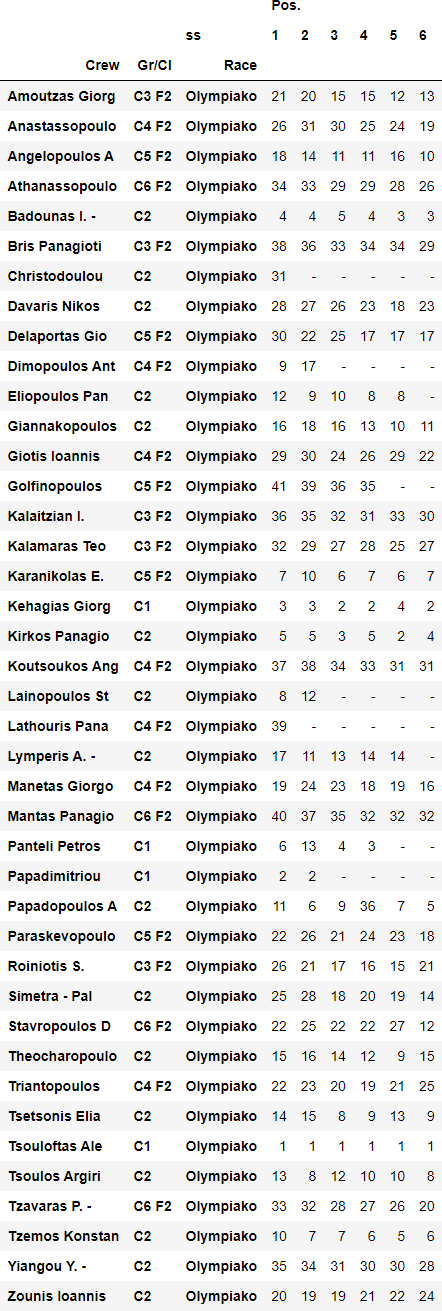 Pos.
ss 1 2 3 4 5 6
Crew Gr/Cl Race
Amoutzas Giorg C3 F2 Olympiako 21 20 15 15 12 13
Anastassopoulo C4 F2 Olympiako 26 31 30 25 24 19
Angelopoulos A C5 F2 Olympiako 18 14 11 11 16 10
Athanassopoulo C6 F2 Olympiako 34 33 29 29 28 26
Badounas I. - C2 Olympiako 4 4 5 4 3 3
Bris Panagioti C3 F2 Olympiako 38 36 33 34 34 29
Christodoulou C2 Olympiako 31 - - - - -
Davaris Nikos C2 Olympiako 28 27 26 23 18 23
Delaportas Gio C5 F2 Olympiako 30 22 25 17 17 17
Dimopoulos Ant C4 F2 Olympiako 9 17 - - - -
Eliopoulos Pan C2 Olympiako 12 9 10 8 8 -
Giannakopoulos C2 Olympiako 16 18 16 13 10 11
Giotis Ioannis C4 F2 Olympiako 29 30 24 26 29 22
Golfinopoulos C5 F2 Olympiako 41 39 36 35 - -
Kalaitzian I. C3 F2 Olympiako 36 35 32 31 33 30
Kalamaras Teo C3 F2 Olympiako 32 29 27 28 25 27
Karanikolas E. C5 F2 Olympiako 7 10 6 7 6 7
Kehagias Giorg C1 Olympiako 3 3 2 2 4 2
Kirkos Panagio C2 Olympiako 5 5 3 5 2 4
Koutsoukos Ang C4 F2 Olympiako 37 38 34 33 31 31
Lainopoulos St C2 Olympiako 8 12 - - - -
Lathouris Pana C4 F2 Olympiako 39 - - - - -
Lymperis A. - C2 Olympiako 17 11 13 14 14 -
Manetas Giorgo C4 F2 Olympiako 19 24 23 18 19 16
Mantas Panagio C6 F2 Olympiako 40 37 35 32 32 32
Panteli Petros C1 Olympiako 6 13 4 3 - -
Papadimitriou C1 Olympiako 2 2 - - - -
Papadopoulos A C2 Olympiako 11 6 9 36 7 5
Paraskevopoulo C5 F2 Olympiako 22 26 21 24 23 18
Roiniotis S. C3 F2 Olympiako 26 21 17 16 15 21
Simetra - Pal C2 Olympiako 25 28 18 20 19 14
Stavropoulos D C6 F2 Olympiako 22 25 22 22 27 12
Theocharopoulo C2 Olympiako 15 16 14 12 9 15
Triantopoulos C4 F2 Olympiako 22 23 20 19 21 25
Tsetsonis Elia C2 Olympiako 14 15 8 9 13 9
Tsouloftas Ale C1 Olympiako 1 1 1 1 1 1
Tsoulos Argiri C2 Olympiako 13 8 12 10 10 8
Tzavaras P. - C6 F2 Olympiako 33 32 28 27 26 20
Tzemos Konstan C2 Olympiako 10 7 7 6 5 6
Yiangou Y. - C2 Olympiako 35 34 31 30 30 28
Zounis Ioannis C2 Olympiako 20 19 19 21 22 24